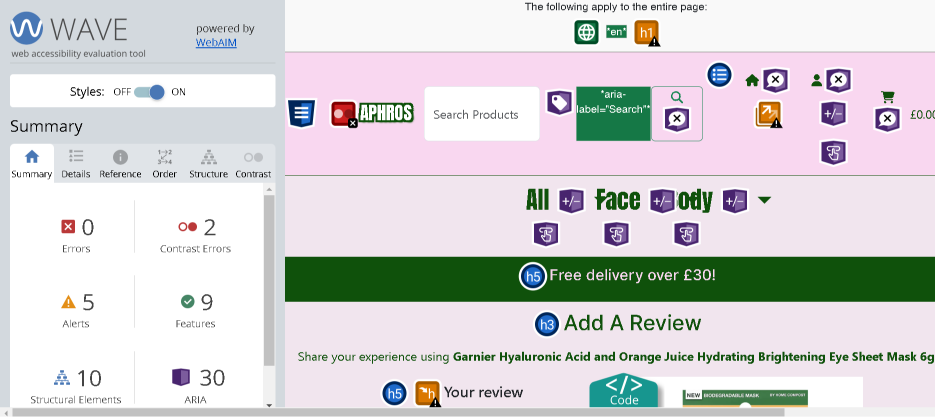 WAVE
powered by
WebAIM
web accessibility evaluation tool
Styles: OFF ON
Summary
Summary Details Reference Order Structure Contrast
0
Errors
2
Contrast Errors
5
Alerts
9
Features
10
Structural Elements
30
ARIA
The following apply to the entire page:
*en*
h1
APHROS
Search Products
*aria-label="Search"*
+/-
£0.00
All +/- Face +/- ody +/-
h5 Free delivery over £30!
h3 Add A Review
Share your experience using Garnier Hyaluronic Acid and Orange Juice Hydrating Brightening Eye Sheet Mask 6g
h5 h Your review
</>
Code
NEW BIODEGRADABLE MASK BY HOME COMPOST